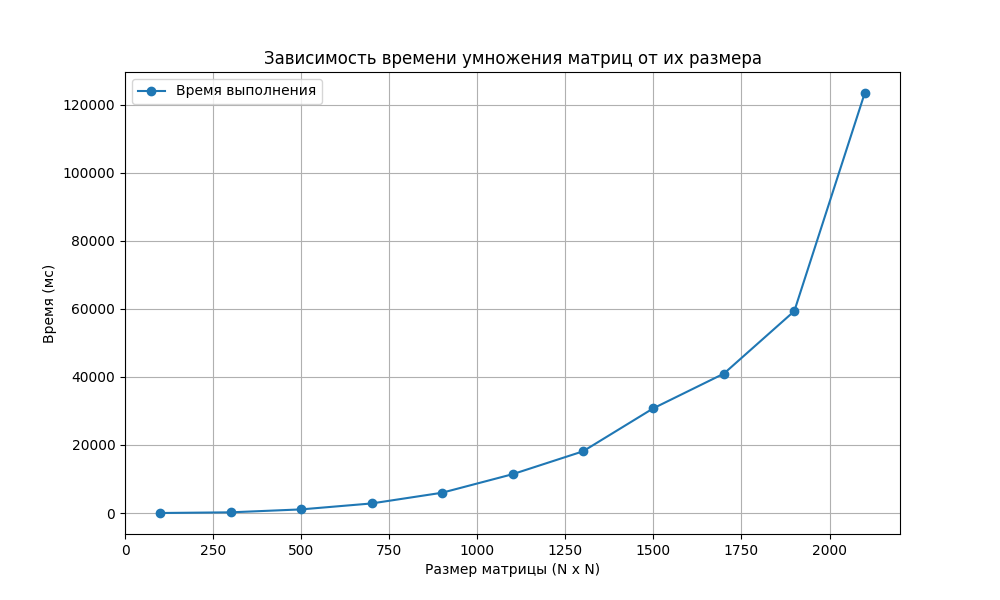 Зависимость времени умножения матриц от их размера
Время выполнения
120000
100000
80000
60000
40000
20000
0
Время (мс)
0 250 500 750 1000 1250 1500 1750 2000
Размер матрицы (N x N)